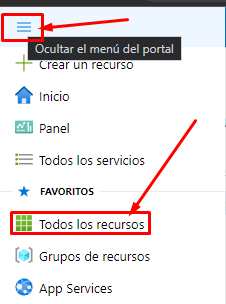 Ocultar el menú del portal
Crear un recurso
Inicio
Panel
Todos los servicios
FAVORITOS
Todos los recursos
Grupos de recursos
App Services